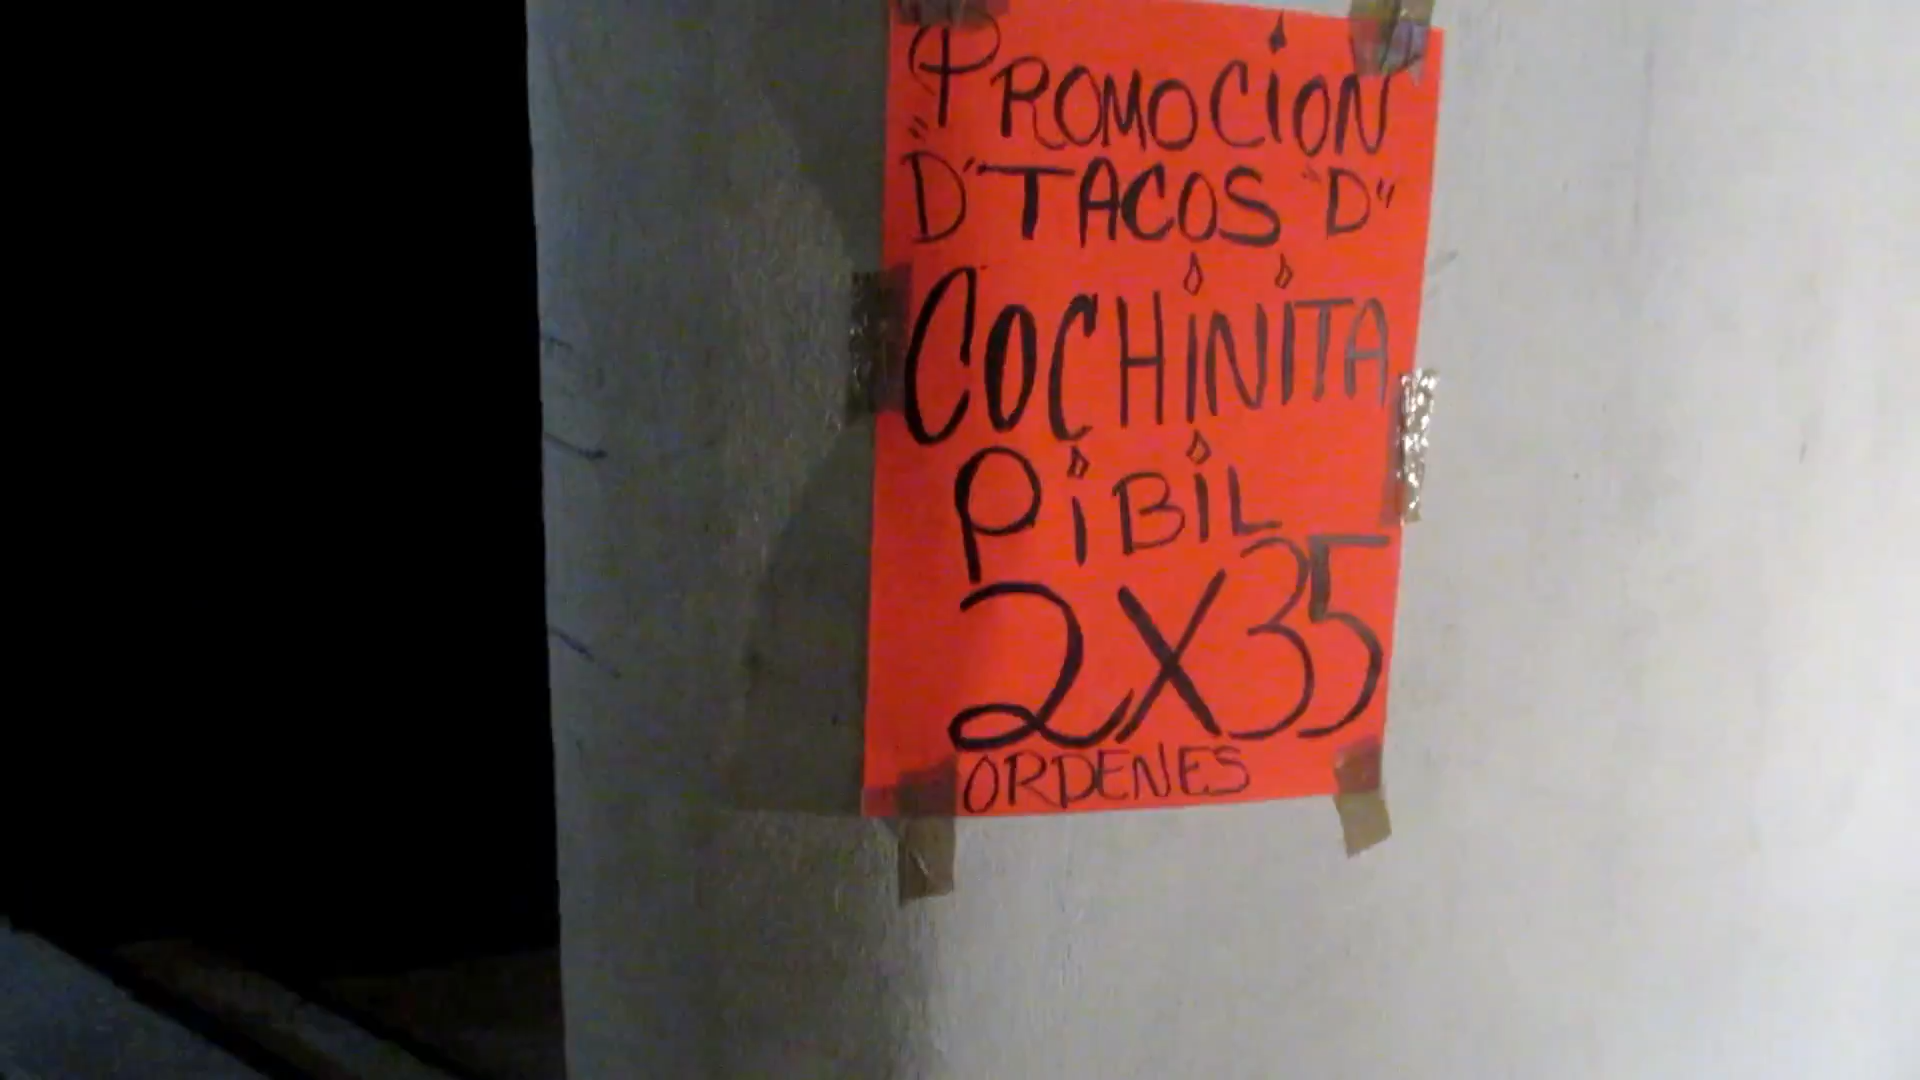 PROMOCION
"D" TACOS "D"
COCHINITA
PIBIL
2X35
ORDENES